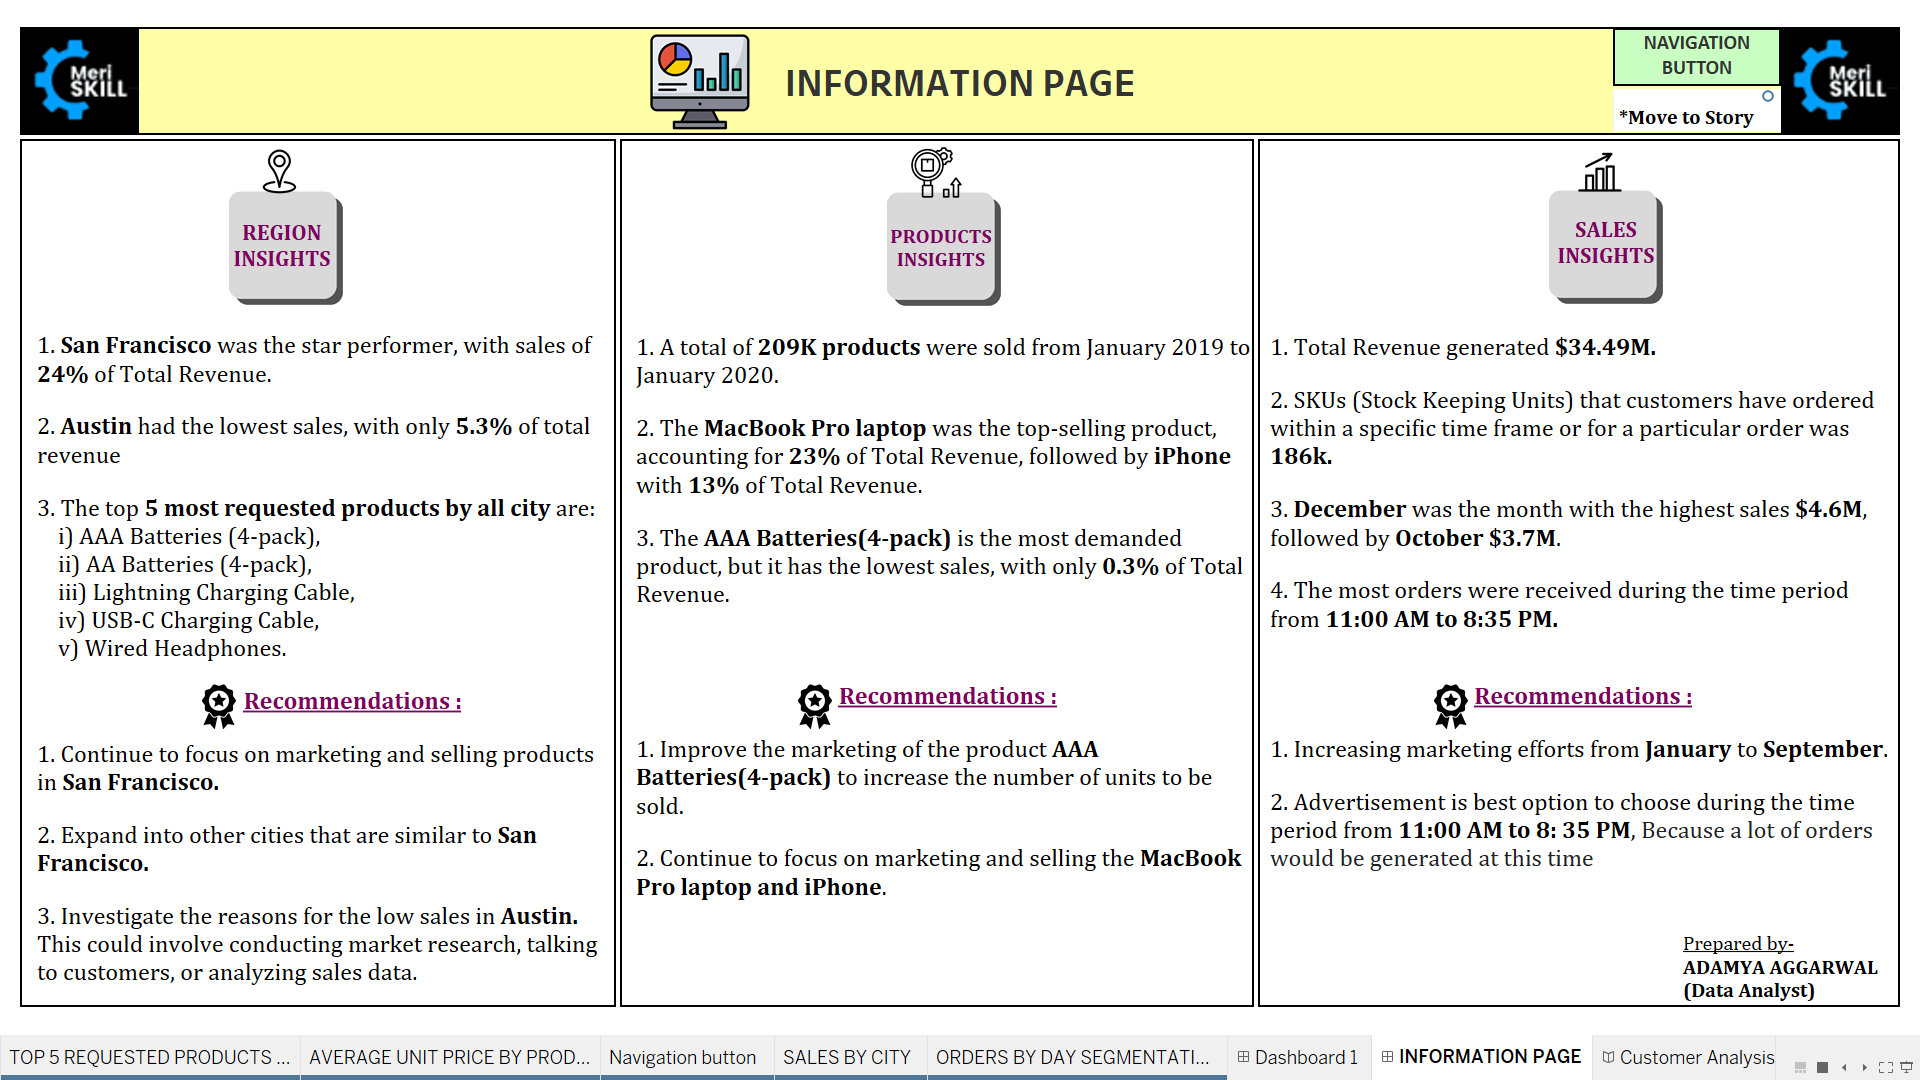 Meri
SKILL
INFORMATION PAGE
NAVIGATION
BUTTON
*Move to Story
Meri
SKILL
REGION
INSIGHTS
1. San Francisco was the star performer, with sales of
24% of Total Revenue.
2. Austin had the lowest sales, with only 5.3% of total
revenue
3. The top 5 most requested products by all city are:
i) AAA Batteries (4-pack),
ii) AA Batteries (4-pack),
iii) Lightning Charging Cable,
iv) USB-C Charging Cable,
v) Wired Headphones.
Recommendations :
1. Continue to focus on marketing and selling products
in San Francisco.
2. Expand into other cities that are similar to San
Francisco.
3. Investigate the reasons for the low sales in Austin.
This could involve conducting market research, talking
to customers, or analyzing sales data.
PRODUCTS
INSIGHTS
1. A total of 209K products were sold from January 2019 to
January 2020.
2. The MacBook Pro laptop was the top-selling product,
accounting for 23% of Total Revenue, followed by iPhone
with 13% of Total Revenue.
3. The AAA Batteries(4-pack) is the most demanded
product, but it has the lowest sales, with only 0.3% of Total
Revenue.
Recommendations :
1. Improve the marketing of the product AAA
Batteries(4-pack) to increase the number of units to be
sold.
2. Continue to focus on marketing and selling the MacBook
Pro laptop and iPhone.
SALES
INSIGHTS
1. Total Revenue generated $34.49M.
2. SKUs (Stock Keeping Units) that customers have ordered
within a specific time frame or for a particular order was
186k.
3. December was the month with the highest sales $4.6M,
followed by October $3.7M.
4. The most orders were received during the time period
from 11:00 AM to 8:35 PM.
Recommendations :
1. Increasing marketing efforts from January to September.
2. Advertisement is best option to choose during the time
period from 11:00 AM to 8: 35 PM, Because a lot of orders
would be generated at this time
Prepared by-
ADAMYA AGGARWAL
(Data Analyst)
TOP 5 REQUESTED PRODUCTS ... AVERAGE UNIT PRICE BY PROD... Navigation button SALES BY CITY ORDERS BY DAY SEGMENTATI... Dashboard 1 INFORMATION PAGE Customer Analysis